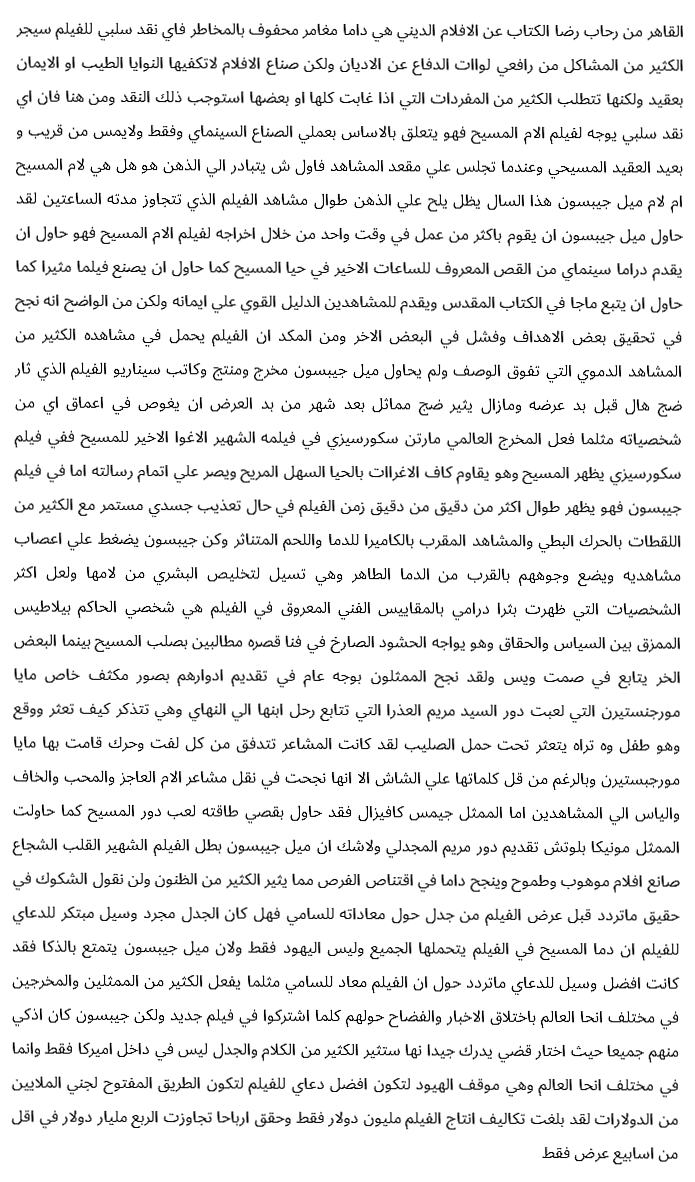 القاهر من رحاب رضا الكتاب عن الافلام الديني هي داما مغامر محفوف بالمخاطر فاي نقد سلبي للفيلم سيجر
الكثير من المشاكل من رافعي لوات الدفاع عن الاديان ولكن صناع الافلام لاتكفيها النوايا الطيب او الايمان
بعقيد ولكنها تتطلب الكثير من المفردات التي اذا غابت كلها او بعضها استوجب ذلك النقد ومن هنا فان اي
نقد سلبي يوجه لفيلم الام المسيح فهو يتعلق بالاساس بعملي الصناع السينماي وفقط ولايمس من قريب و
بعيد العقيد المسيحي وعندما تجلس علي مقعد المشاهد فاول ش يتبادر الي الذهن هو هل هي لام المسيح
ام لام ميل جيبسون هذا السال يظل يلح علي الذهن طوال مشاهد الفيلم الذي تتجاوز مدته الساعتين لقد
حاول ميل جيبسون ان يقوم باكثر من عمل في وقت واحد من خلال اخراجه لفيلم الام المسيح فهو حاول ان
يقدم دراما سينماي من القص المعروف للساعات الاخير في حيا المسيح كما حاول ان يصنع فيلما مثيرا كما
حاول ان يتبع ماجا في الكتاب المقدس ويقدم للمشاهدين الدليل القوي علي ايمانه ولكن من الواضح انه نجح
في تحقيق بعض الاهداف وفشل في البعض الاخر ومن المكد ان الفيلم يحمل في مشاهده الكثير من
المشاهد الدموي التي تفوق الوصف ولم يحاول ميل جيبسون مخرج ومنتج وكاتب سيناريو الفيلم الذي ثار
ضج هال قبل بد عرضه ومازال يثير ضج مماثل بعد شهر من بد العرض ان يغوص في اعماق اي من
شخصياته مثلما فعل المخرج العالمي مارتن سكورسيزي في فيلمه الشهير الاغوا الاخير للمسيح ففي فيلم
سكورسيزي يظهر المسيح وهو يقاوم كاف الاغراات بالحيا السهل المريح ويصر علي اتمام رسالته اما في فيلم
جيبسون فهو يظهر طوال اكثر من دقيق من دقيق زمن الفيلم في حال تعذيب جسدي مستمر مع الكثير من
اللقطات بالحرك البطي والمشاهد المقرب بالكاميرا للدما واللحم المتناثر وكن جيبسون يضغط علي اعصاب
مشاهديه ويضع وجوههم بالقرب من الدما الطاهر وهي تسيل لتخليص البشري من لامها ولعل اكثر
الشخصيات التي ظهرت بثرا درامي بالمقاييس الفني المعروق في الفيلم هي شخصي الحاكم بيلاطيس
الممزق بين السياس والحقاق وهو يواجه الحشود الصارخ في فنا قصره مطالبين بصلب المسيح بينما البعض
الخر يتابع في صمت ويس ولقد نجح الممثلون بوجه عام في تقديم ادوارهم بصور مكثف خاص مايا
مورجنستيرن التي لعبت دور السيد مريم العذرا التي تتابع رحل ابنها الي النهاي وهي تتذكر كيف تعثر ووقع
وهو طفل وه تراه يتعثر تحت حمل الصليب لقد كانت المشاعر تتدفق من كل لفت وحرك قامت بها مايا
مورجبستيرن وبالرغم من قل كلماتها علي الشاش الا انها نجحت في نقل مشاعر الام العاجز والمحب والخاف
والياس الي المشاهدين اما الممثل جيمس كافيزال فقد حاول بقصي طاقته لعب دور المسيح كما حاولت
الممثل مونيكا بلوتش تقديم دور مريم المجدلي ولاشك ان ميل جيبسون بطل الفيلم الشهير القلب الشجاع
صانع افلام موهوب وطموح وينجح داما في اقتناص الفرص مما يثير الكثير من الظنون ولن نقول الشكوك في
حقيق ماتردد قبل عرض الفيلم من جدل حول معاداته للسامي فهل كان الجدل مجرد وسيل مبتكر للدعاي
للفيلم ان دما المسيح في الفيلم يتحملها الجميع وليس اليهود فقط ولان ميل جيبسون يتمتع بالذكا فقد
كانت افضل وسيل للدعاي ماتردد حول ان الفيلم معاد للسامي مثلما يفعل الكثير من الممثلين والمخرجين
في مختلف انحا العالم باختلاق الاخبار والفضاح حولهم كلما اشتركوا في فيلم جديد ولكن جيبسون كان اذكي
منهم جميعا حيث اختار قضي يدرك جيدا نها ستثير الكثير من الكلام والجدل ليس في داخل اميركا فقط وانما
في مختلف انحا العالم وهي موقف الهيود لتكون افضل دعاي للفيلم لتكون الطريق المفتوح لجني الملايين
من الدولارات لقد بلغت تكاليف انتاج الفيلم مليون دولار فقط وحقق ارباحا تجاوزت الربع مليار دولار في اقل
من اسابيع عرض فقط